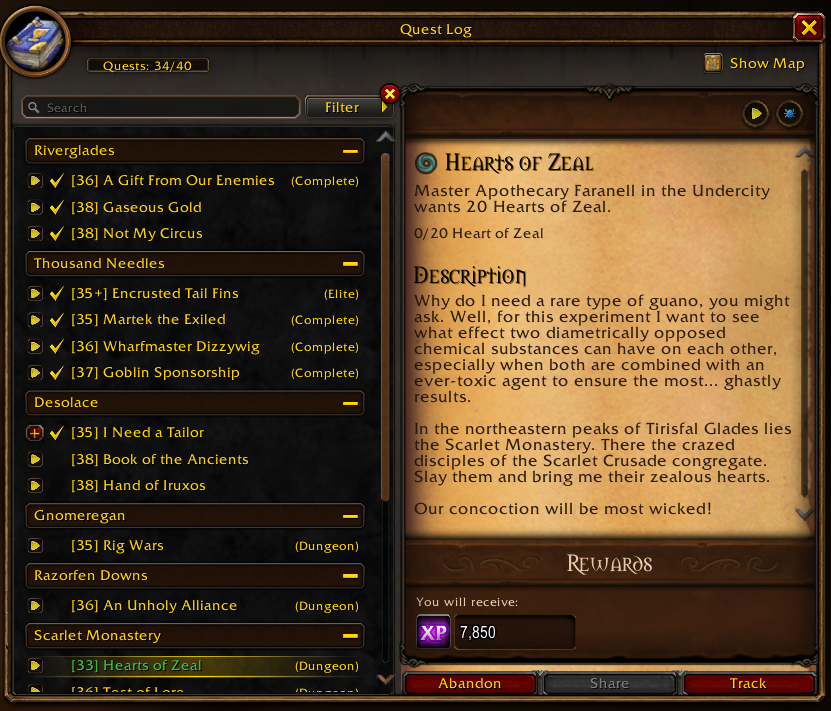 Quest Log
Quests: 34/40
Show Map
Search
Filter
Riverglades
[36] A Gift From Our Enemies (Complete)
[38] Gaseous Gold
[38] Not My Circus
Thousand Needles
[35+] Encrusted Tail Fins (Elite)
[35] Martek the Exiled (Complete)
[36] Wharfmaster Dizzywig (Complete)
[37] Goblin Sponsorship (Complete)
Desolace
[35] I Need a Tailor
[38] Book of the Ancients
[38] Hand of Iruxos
Gnomeregan
[35] Rig Wars (Dungeon)
Razorfen Downs
[36] An Unholy Alliance (Dungeon)
Scarlet Monastery
[33] Hearts of Zeal (Dungeon)
[36] Test of Lore (Dungeon)
Hearts of Zeal
Master Apothecary Faranell in the Undercity
wants 20 Hearts of Zeal.
0/20 Heart of Zeal
Description
Why do I need a rare type of guano, you might
ask. Well, for this experiment I want to see
what effect two diametrically opposed
chemical substances can have on each other,
especially when both are combined with an
ever-toxic agent to ensure the most... ghastly
results.
In the northeastern peaks of Tirisfal Glades lies
the Scarlet Monastery. There the crazed
disciples of the Scarlet Crusade congregate.
Slay them and bring me their zealous hearts.
Our concoction will be most wicked!
Rewards
You will receive:
XP 7,850
Abandon
Share
Track